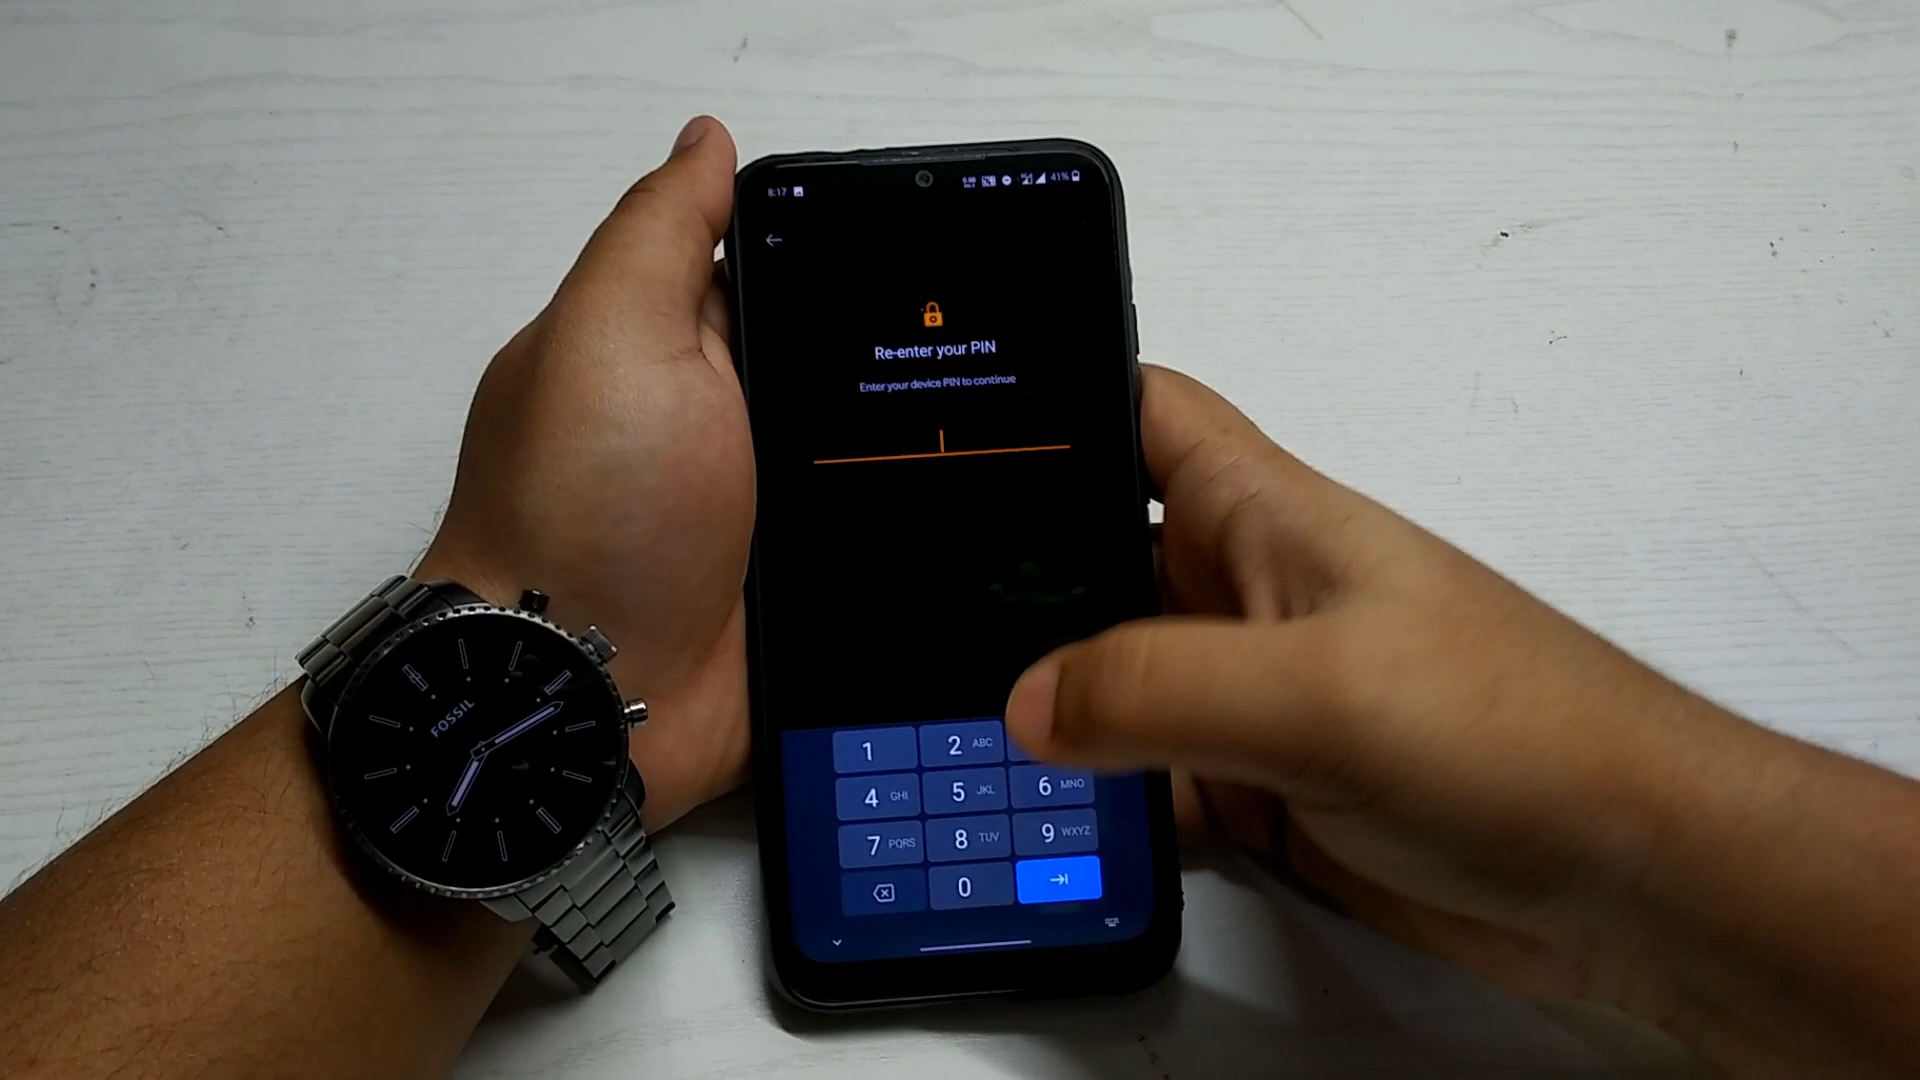 8:17
41%
Re-enter your PIN
Enter your device PIN to continue
FOSSIL
1
2 ABC
4 GHI
5 JKL
6 MNO
7 PQRS
8 TUV
9 WXYZ
0